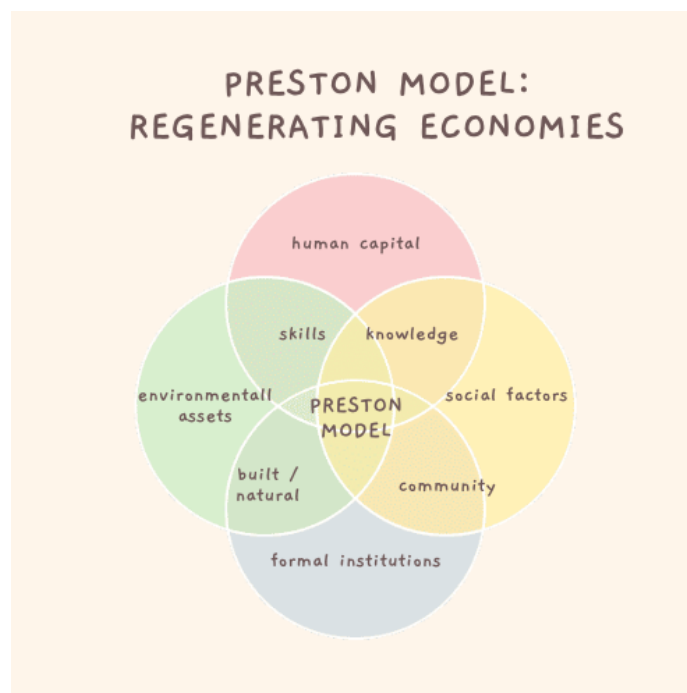 PRESTON MODEL:
REGENERATING ECONOMIES
human capital
skills
knowledge
environmentall
assets
PRESTON
MODEL
social factors
built /
natural
community
formal institutions